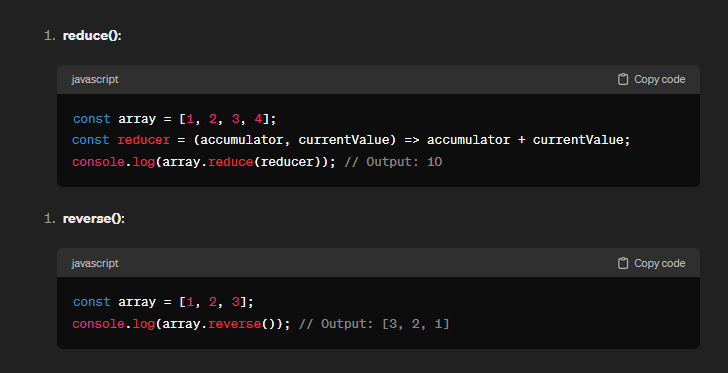 1. reduce():
javascript
Copy code
const array = [1, 2, 3, 4];
const reducer = (accumulator, currentValue) => accumulator + currentValue;
console.log(array.reduce(reducer)); // Output: 10
1. reverse():
javascript
Copy code
const array = [1, 2, 3];
console.log(array.reverse()); // Output: [3, 2, 1]